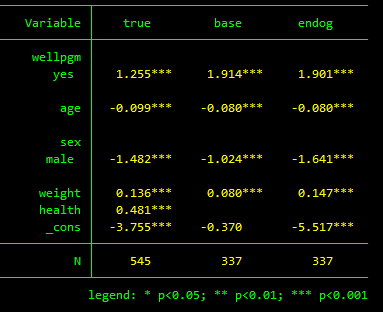 Variable true base endog
wellpgm
yes 1.255*** 1.914*** 1.901***
age -0.099*** -0.080*** -0.080***
sex
male -1.482*** -1.024*** -1.641***
weight 0.136*** 0.080*** 0.147***
health 0.481***
_cons -3.755*** -0.370 -5.517***
N 545 337 337
legend: * p<0.05; ** p<0.01; *** p<0.001